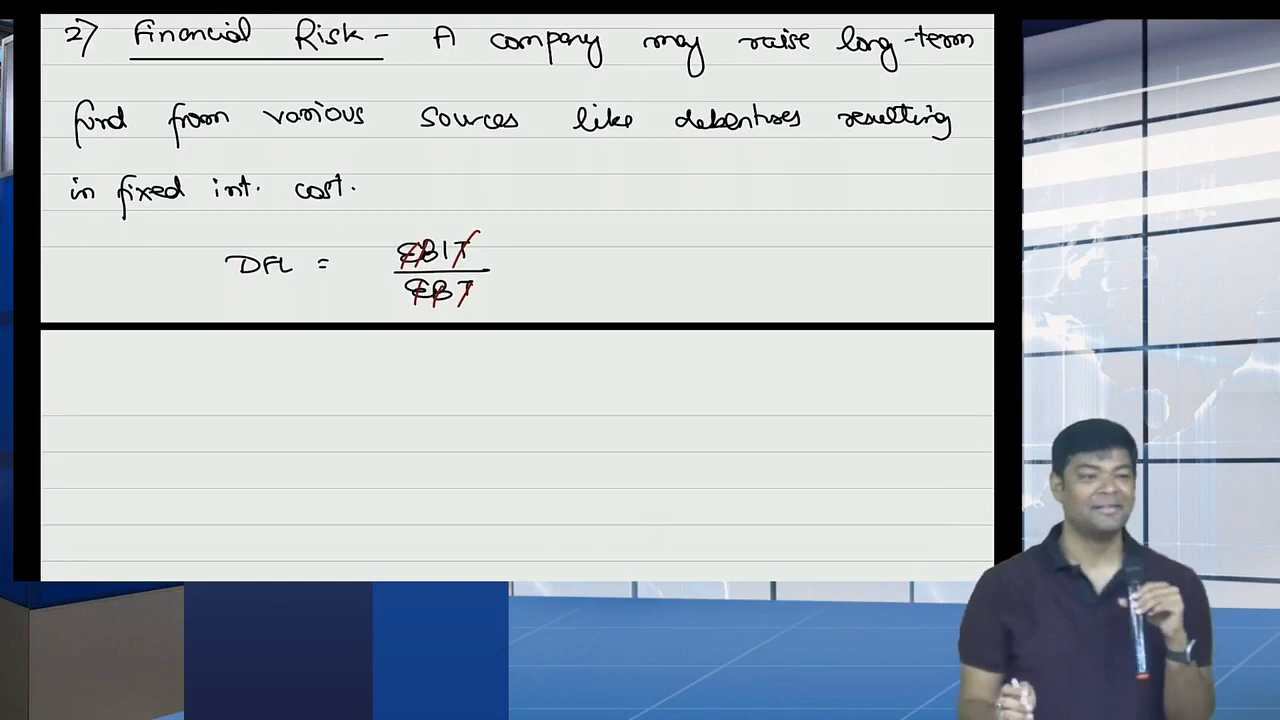 2) Financial Risk - A company may raise long-term
fund from various sources like debentures resulting
in fixed int. cost.
DFL = EBIT
EBT